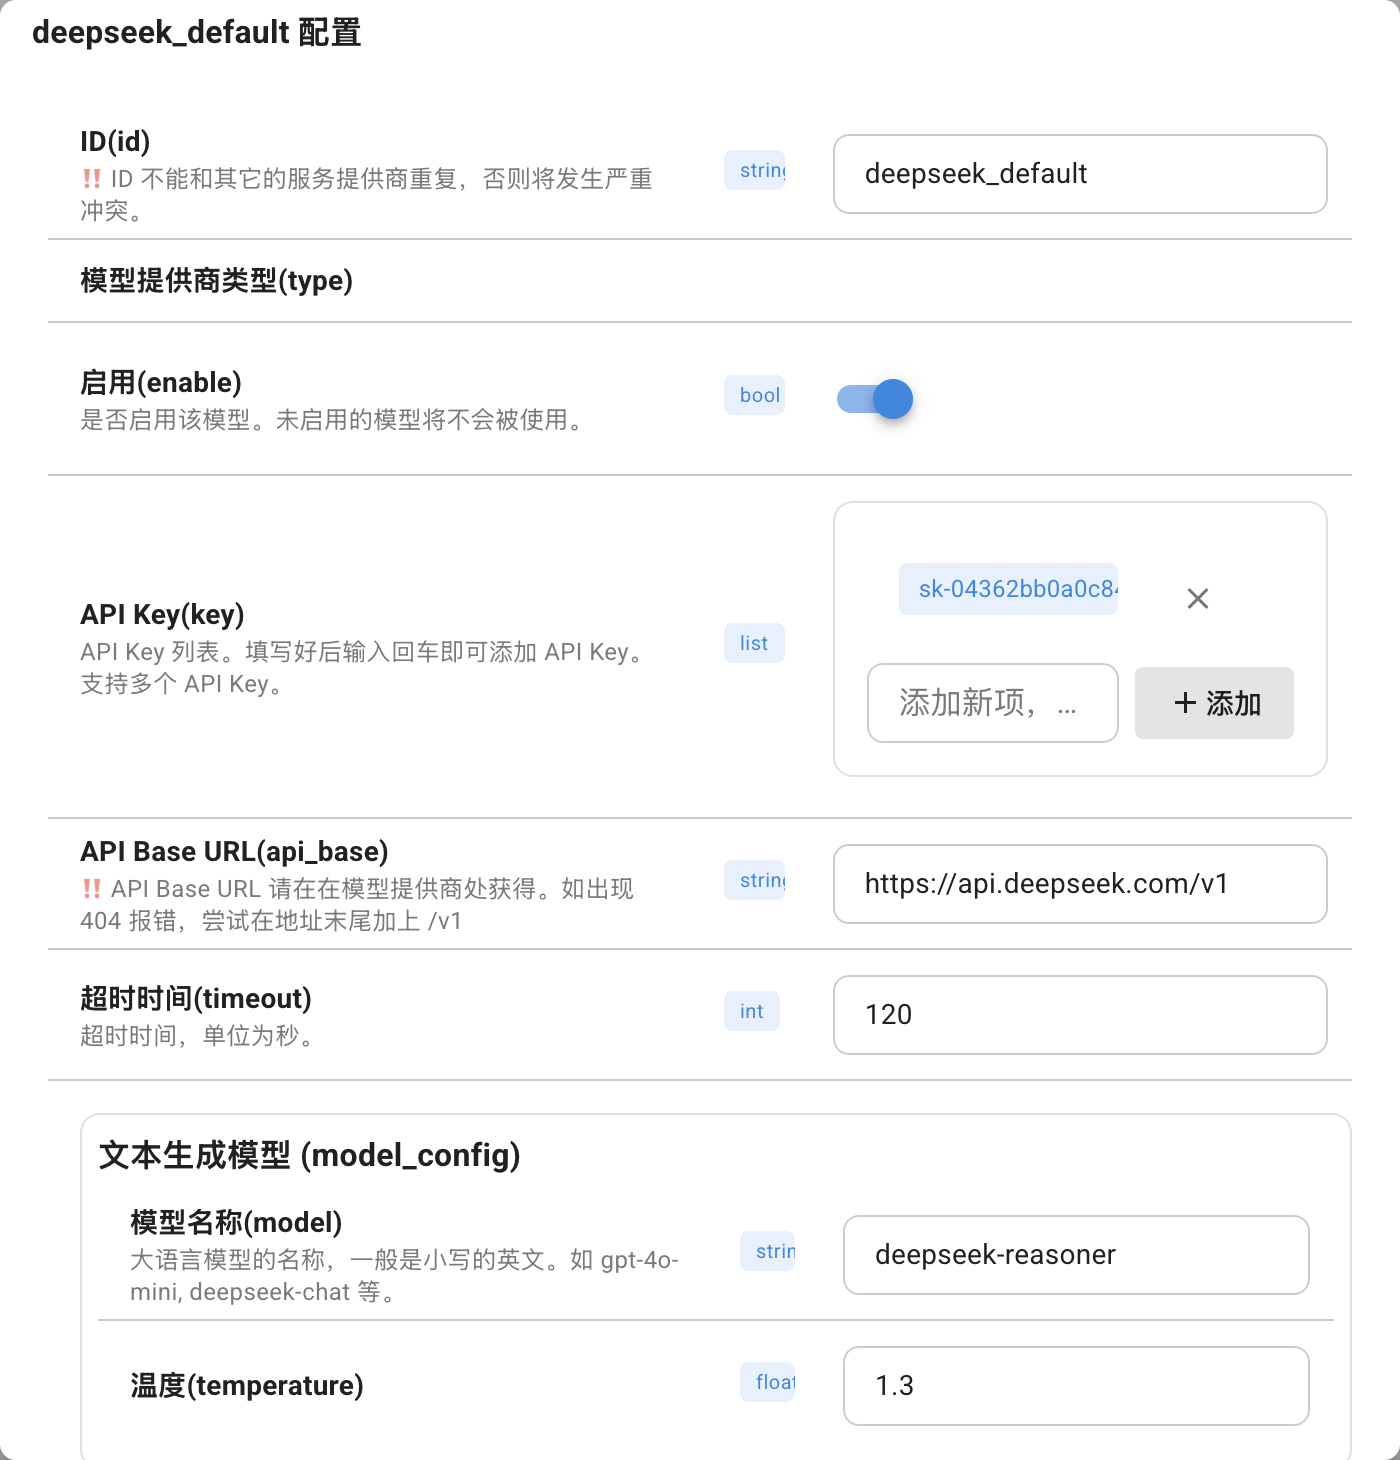 deepseek_default 配置
ID(id)
‼️ ID 不能和其它的服务提供商重复，否则将发生严重
冲突。
string
deepseek_default
模型提供商类型(type)
启用(enable)
是否启用该模型。未启用的模型将不会被使用。
bool
API Key(key)
API Key 列表。填写好后输入回车即可添加 API Key。
支持多个 API Key。
list
sk-04362bb0a0c84
添加新项，...
添加
API Base URL(api_base)
‼️ API Base URL 请在在模型提供商处获得。如出现
404 报错，尝试在地址末尾加上 /v1
string
https://api.deepseek.com/v1
超时时间(timeout)
超时时间，单位为秒。
int
120
文本生成模型 (model_config)
模型名称(model)
大语言模型的名称，一般是小写的英文。如 gpt-4o-
mini, deepseek-chat 等。
strin
deepseek-reasoner
温度(temperature)
float
1.3